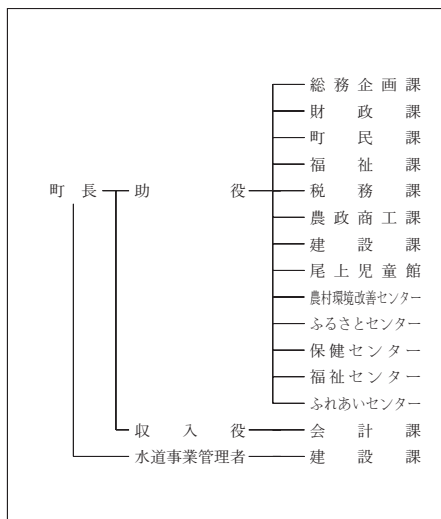 総務企画課
財政課
町民課
福祉課
町長 助役 税務課
農政商工課
建設課
尾上児童館
農村環境改善センター
ふるさとセンター
保健センター
福祉センター
ふれあいセンター
収入役 会計課
水道事業管理者 建設課